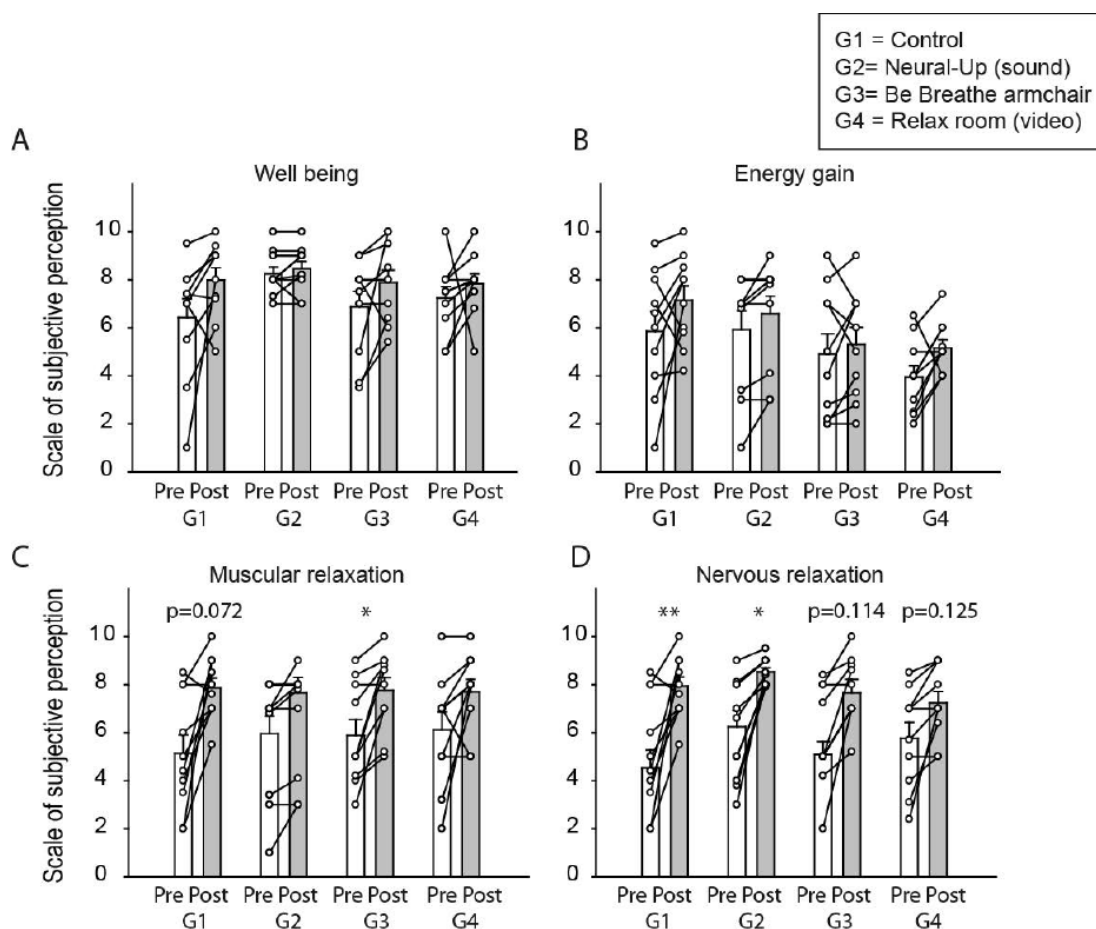 G1 = Control
G2= Neural-Up (sound)
G3= Be Breathe armchair
G4 = Relax room (video)
A
Well being
Scale of subjective perception
10
8
6
4
2
0
Pre Post Pre Post Pre Post Pre Post
G1 G2 G3 G4
B
Energy gain
10
8
6
4
2
0
Pre Post Pre Post Pre Post Pre Post
G1 G2 G3 G4
C
Muscular relaxation
p=0.072 *
Scale of subjective perception
10
8
6
4
2
0
Pre Post Pre Post Pre Post Pre Post
G1 G2 G3 G4
D
Nervous relaxation
** * p=0.114 p=0.125
10
8
6
4
2
0
Pre Post Pre Post Pre Post Pre Post
G1 G2 G3 G4